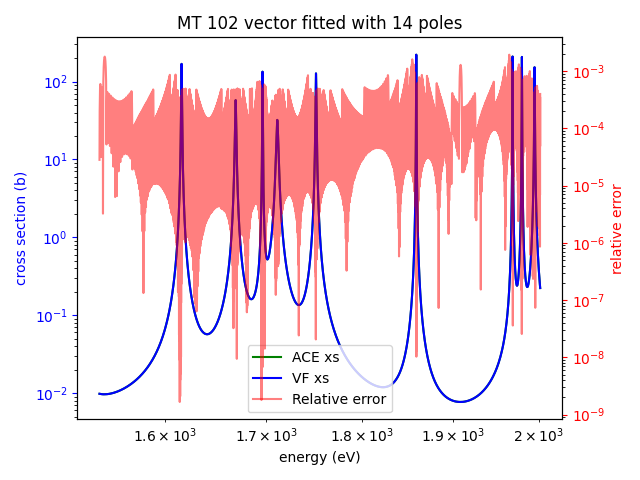 MT 102 vector fitted with 14 poles
cross section (b)
10² 10¹ 10⁰ 10⁻¹ 10⁻²
10⁻³ 10⁻⁴ 10⁻⁵ 10⁻⁶ 10⁻⁷ 10⁻⁸ 10⁻⁹
relative error
ACE xs
VF xs
Relative error
1.6 × 10³ 1.7 × 10³ 1.8 × 10³ 1.9 × 10³ 2 × 10³
energy (eV)